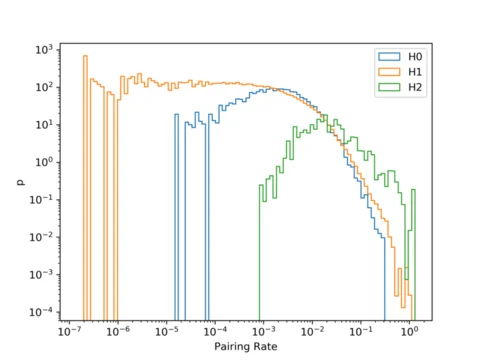 10³
10²
10¹
10⁰
10⁻¹
10⁻²
10⁻³
10⁻⁴
p
H0
H1
H2
10⁻⁷ 10⁻⁶ 10⁻⁵ 10⁻⁴ 10⁻³ 10⁻² 10⁻¹ 10⁰
Pairing Rate